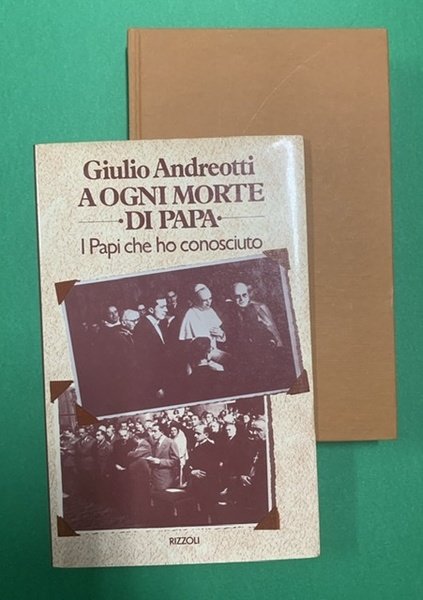 Giulio Andreotti
A OGNI MORTE
·DI PAPA·
I Papi che ho conosciuto
RIZZOLI